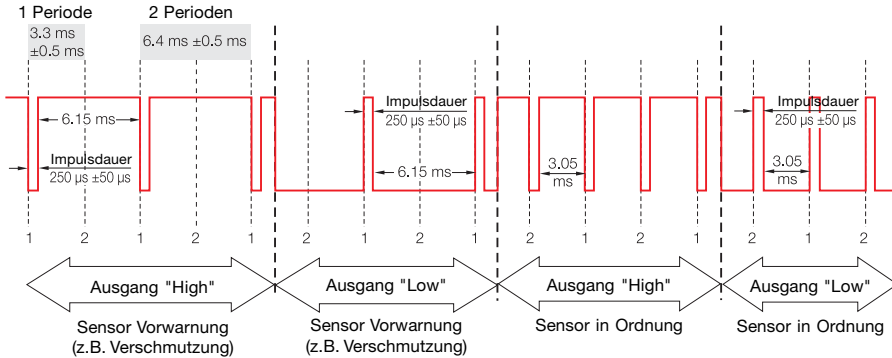 1 Periode
2 Perioden
3.3 ms
±0.5 ms
6.4 ms ±0.5 ms
6.15 ms
Impulsdauer
250 µs ±50 µs
Impulsdauer
250 µs ±50 µs
6.15 ms
3.05
ms
Impulsdauer
250 µs ±50 µs
3.05
ms
1 2 1 2 1 2 1 2 1 2 1 2 1 2 1 2
Ausgang "High"
Ausgang "Low"
Ausgang "High"
Ausgang "Low"
Sensor Vorwarnung
(z.B. Verschmutzung)
Sensor Vorwarnung
(z.B. Verschmutzung)
Sensor in Ordnung
Sensor in Ordnung